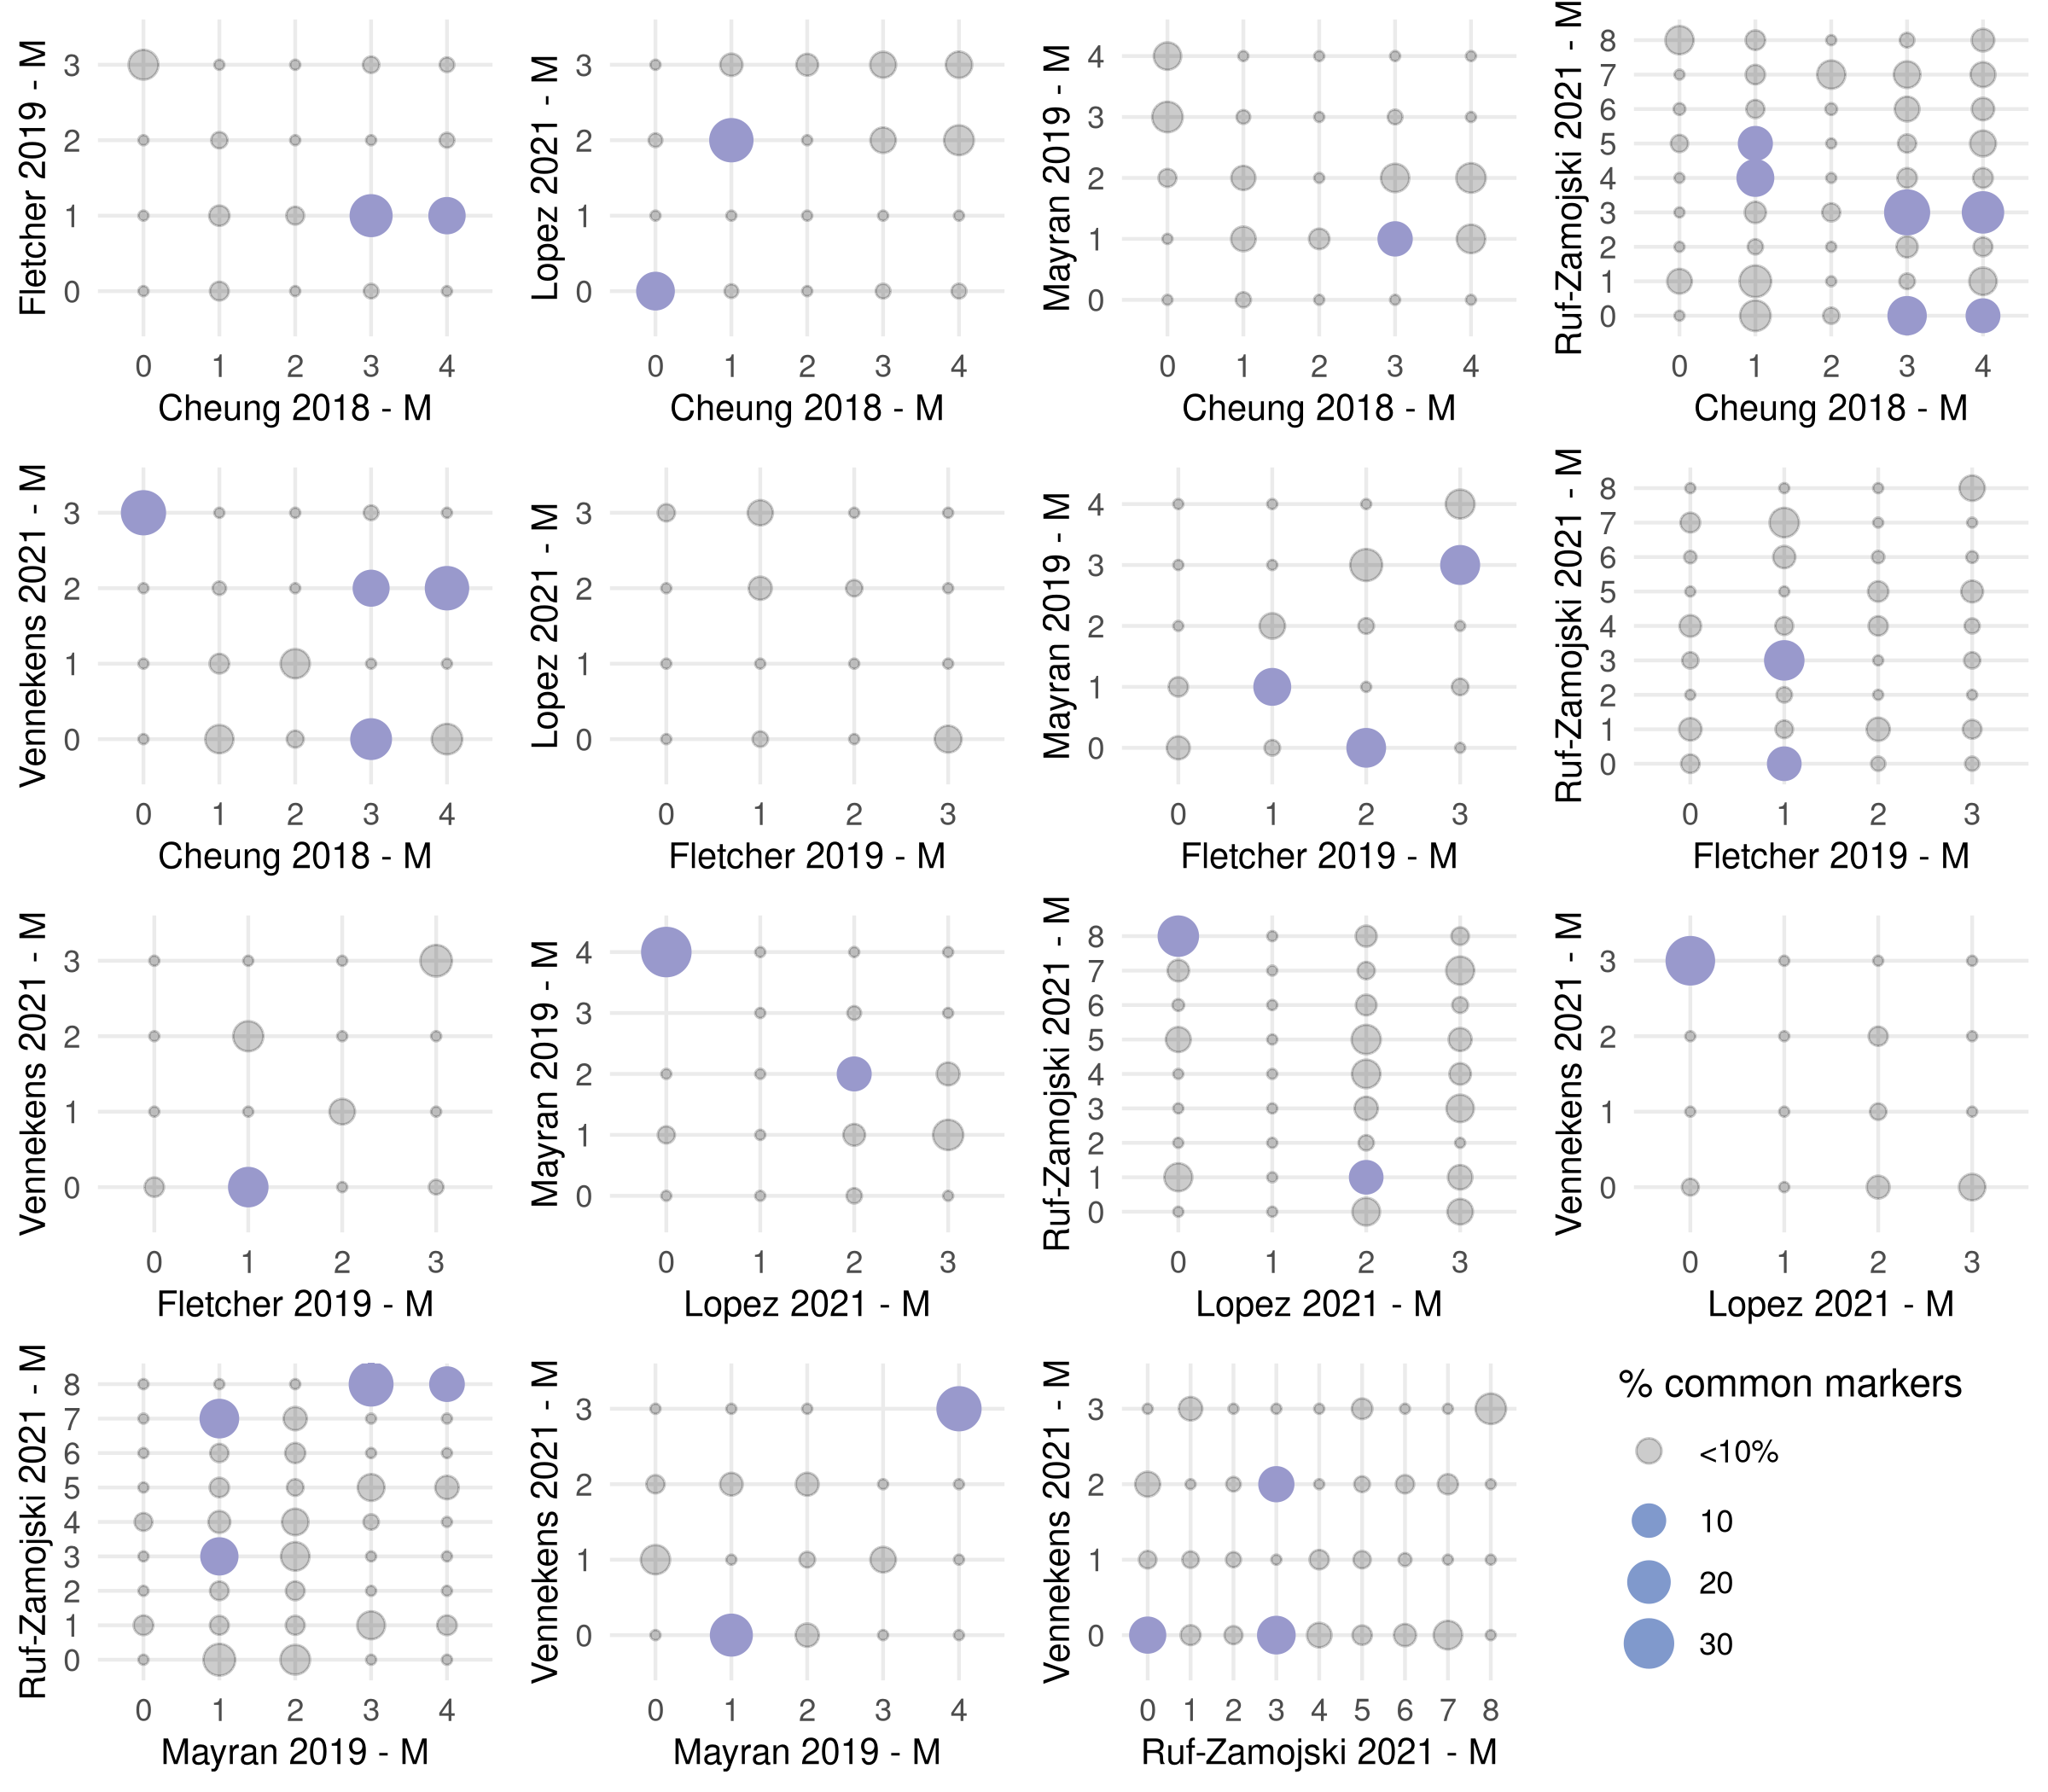 Fletcher 2019 - M
3
2
1
0
0 1 2 3 4
Cheung 2018 - M
Lopez 2021 - M
3
2
1
0
0 1 2 3 4
Cheung 2018 - M
Mayran 2019 - M
4
3
2
1
0
0 1 2 3 4
Cheung 2018 - M
Ruf-Zamojski 2021 - M
8
7
6
5
4
3
2
1
0
0 1 2 3 4
Cheung 2018 - M
Vennekens 2021 - M
3
2
1
0
0 1 2 3 4
Cheung 2018 - M
Lopez 2021 - M
3
2
1
0
0 1 2 3
Fletcher 2019 - M
Mayran 2019 - M
4
3
2
1
0
0 1 2 3
Fletcher 2019 - M
Ruf-Zamojski 2021 - M
8
7
6
5
4
3
2
1
0
0 1 2 3
Fletcher 2019 - M
Vennekens 2021 - M
3
2
1
0
0 1 2 3
Fletcher 2019 - M
Mayran 2019 - M
4
3
2
1
0
0 1 2 3
Lopez 2021 - M
Ruf-Zamojski 2021 - M
8
7
6
5
4
3
2
1
0
0 1 2 3
Lopez 2021 - M
Vennekens 2021 - M
3
2
1
0
0 1 2 3
Lopez 2021 - M
Ruf-Zamojski 2021 - M
8
7
6
5
4
3
2
1
0
0 1 2 3 4
Mayran 2019 - M
Vennekens 2021 - M
3
2
1
0
0 1 2 3 4
Mayran 2019 - M
Vennekens 2021 - M
3
2
1
0
0 1 2 3 4 5 6 7 8
Ruf-Zamojski 2021 - M
% common markers
<10%
10
20
30